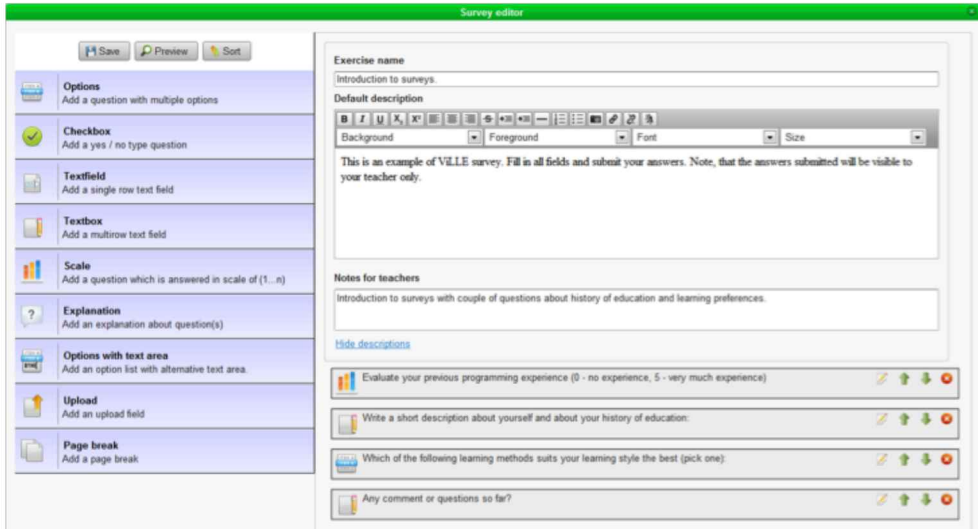 Survey editor
Save Preview Sort
Options
Add a question with multiple options
Checkbox
Add a yes / no type question
Textfield
Add a single row text field
Textbox
Add a multirow text field
Scale
Add a question which is answered in scale of (1...n)
Explanation
Add an explanation about question(s)
Options with text area
Add an option list with alternative text area.
Upload
Add an upload field
Page break
Add a page break
Exercise name
Introduction to surveys.
Default description
B I U X, X²
Background Foreground Font Size
This is an example of ViLLE survey. Fill in all fields and submit your answers. Note, that the answers submitted will be visible to
your teacher only.
Notes for teachers
Introduction to surveys with couple of questions about history of education and learning preferences.
Hide descriptions
Evaluate your previous programming experience (0 - no experience, 5 - very much experience)
Write a short description about yourself and about your history of education:
Which of the following learning methods suits your learning style the best (pick one):
Any comment or questions so far?